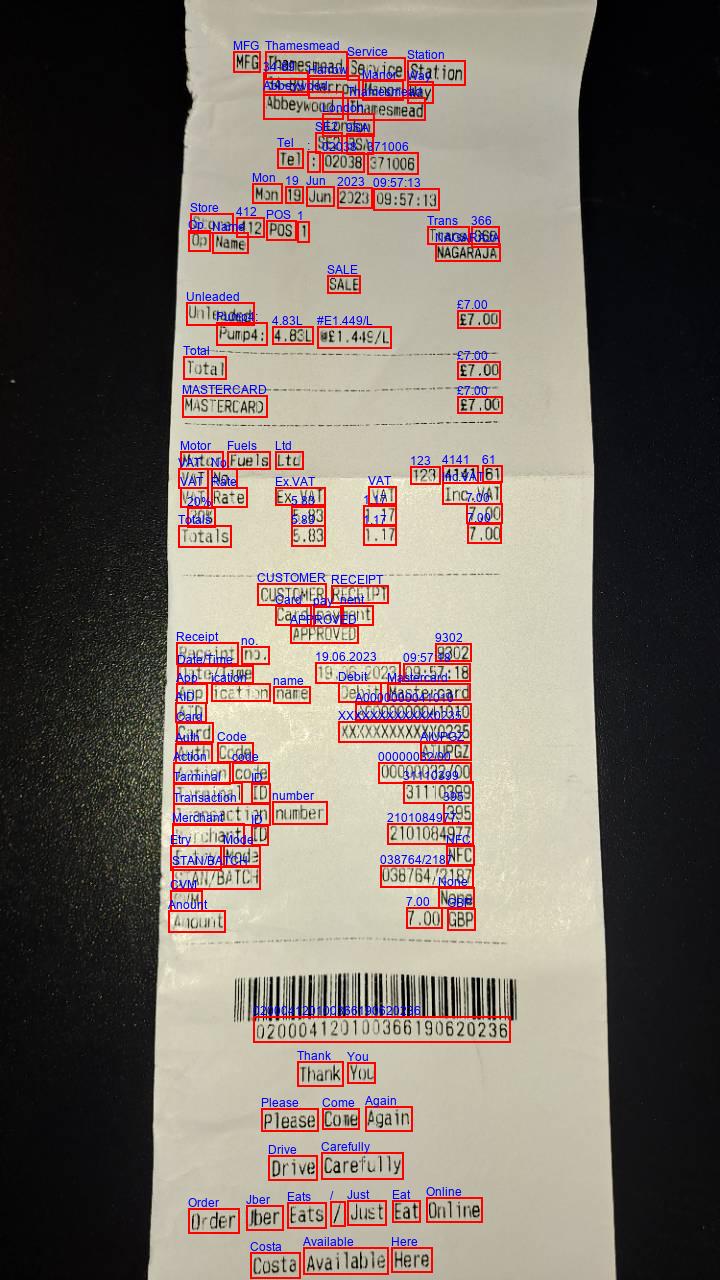 MFG Thamesmead Service Station
Harrow Manor Way
Abbeywood Thamesmead
London
SE2 9SA
Tel : 02038 371006
Mon 19 Jun 2023 09:57:13
Store 412 POS 1 Trans 366
Op Name NAGARAJA
SALE
Unleaded £7.00
Pump4: 4.83L @£1.449/L
Total £7.00
MASTERCARD £7.00
Motor Fuels Ltd
VAT No. 123 4141 61
VAT Rate Ex.VAT VAT Inc.VAT
20% 5.83 1.17 7.00
Totals 5.83 1.17 7.00
CUSTOMER RECEIPT
Card payment
APPROVED
Receipt no. 9302
Date/Time 19.06.2023 09:57:18
Application name Debit Mastercard
AID A0000000041010
Card XXXXXXXXXXXX0235
Auth Code AIUPGZ
Action code 00000032/00
Terminal ID 31110399
Transaction number 395
Merchant ID 2101084977
Entry Mode NFC
STAN/BATCH 038764/2187
CVM None
Amount 7.00 GBP
02000412010036619062023​6
Thank You
Please Come Again
Drive Carefully
Order Uber Eats / Just Eat Online
Costa Available Here